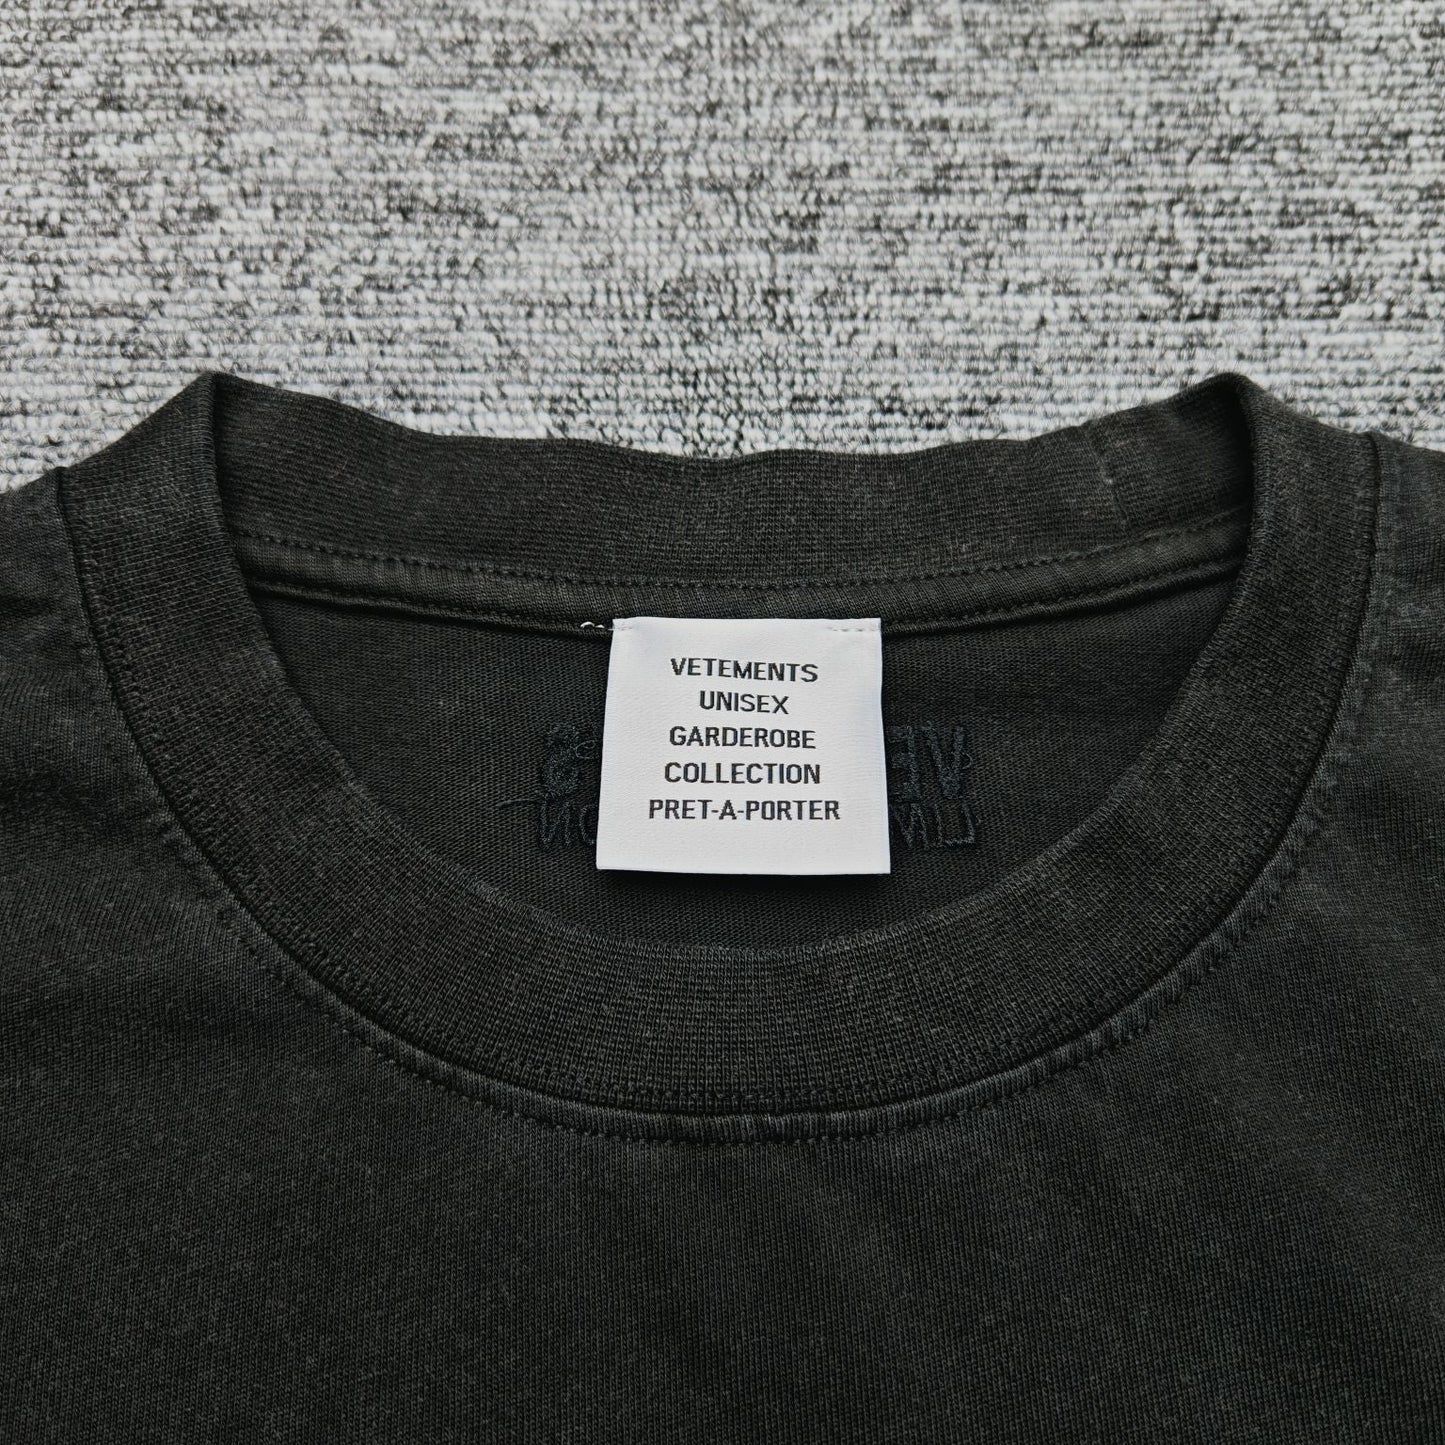 VETEMENTS
UNISEX
GARDEROBE
COLLECTION
PRET-A-PORTER